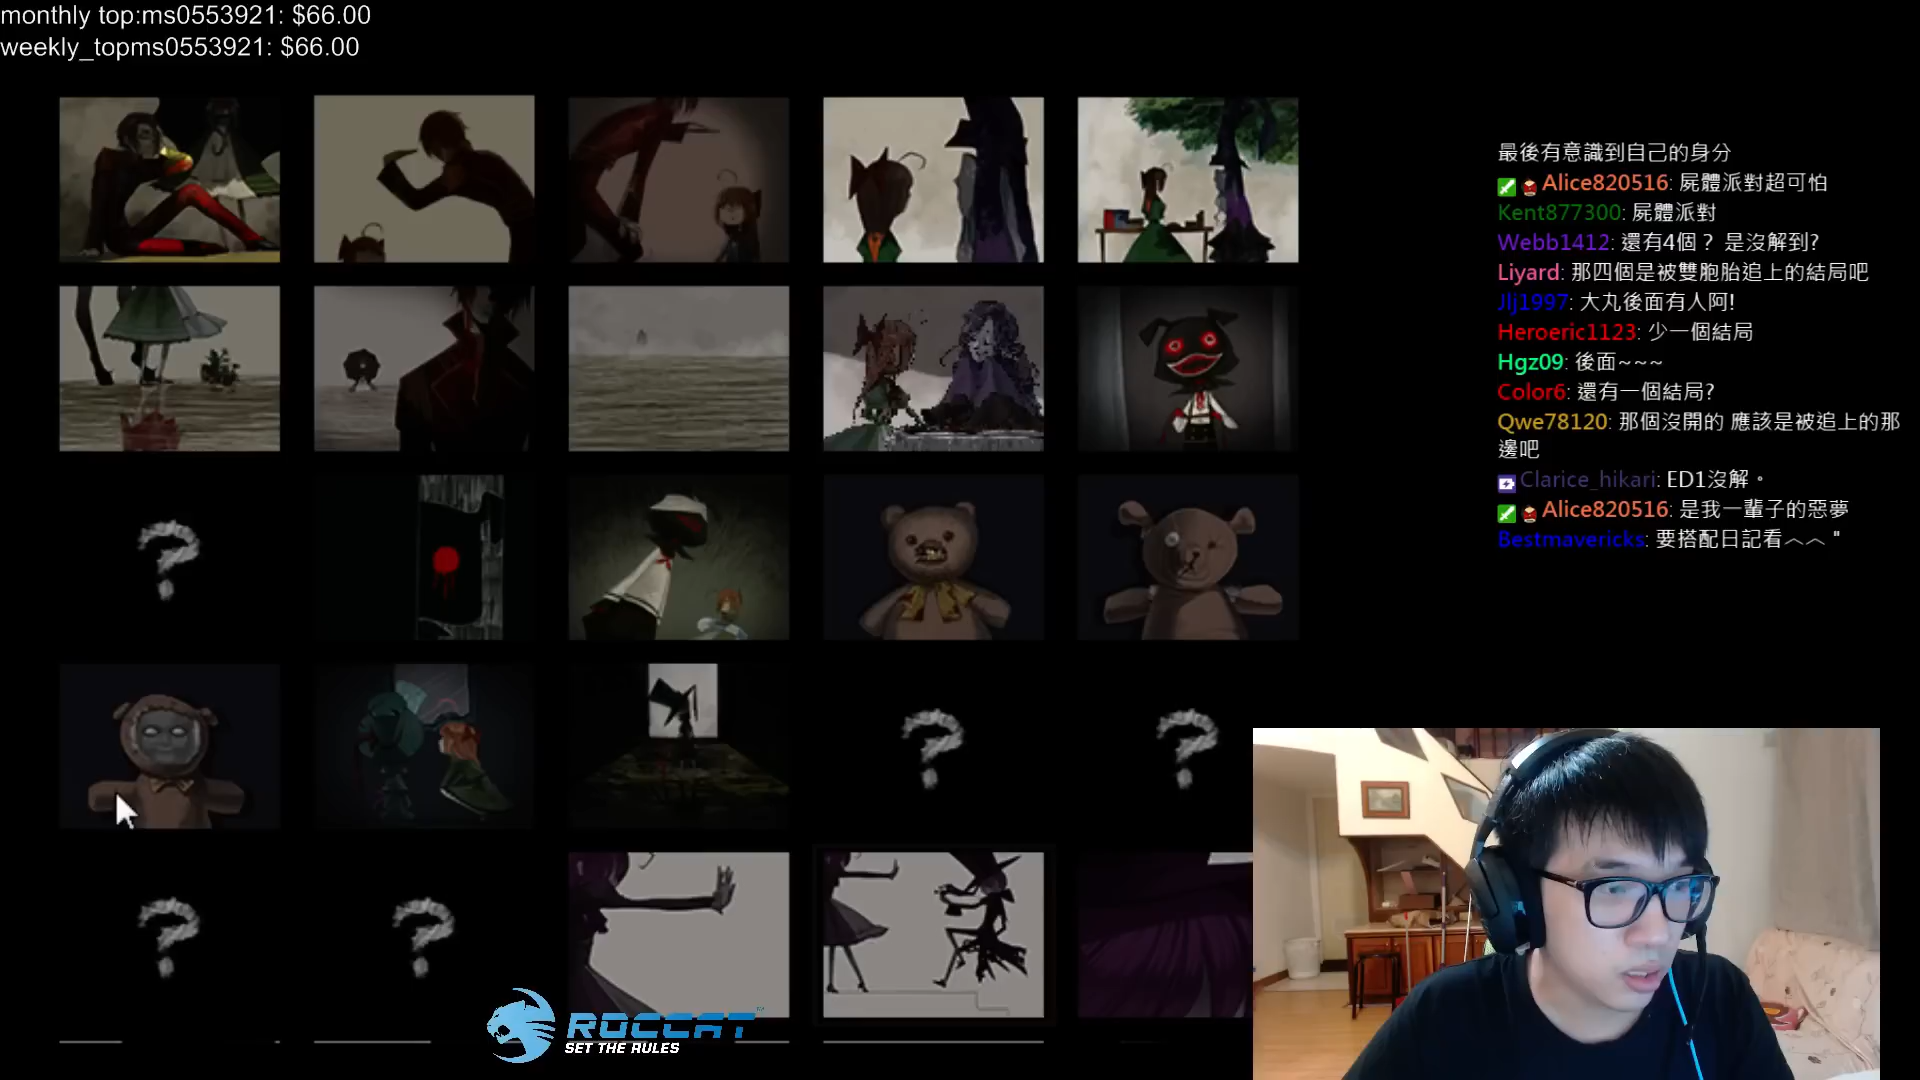 monthly top:ms0553921: $66.00
weekly_topms0553921: $66.00
最後有意識到自己的身分
Alice820516: 屍體派對超可怕
Kent877300: 屍體派對
Webb1412: 還有4個？ 是沒解到?
Liyard: 那四個是被雙胞胎追上的結局吧
Jlj1997: 大丸後面有人阿!
Heroeric1123: 少一個結局
Hgz09: 後面~~~
Color6: 還有一個結局?
Qwe78120: 那個沒開的 應該是被追上的那
邊吧
Clarice_hikari: ED1沒解。
Alice820516: 是我一輩子的惡夢
Bestmavericks: 要搭配日記看︿︿ "
?
?
?
?
?
ROCCAT™
SET THE RULES